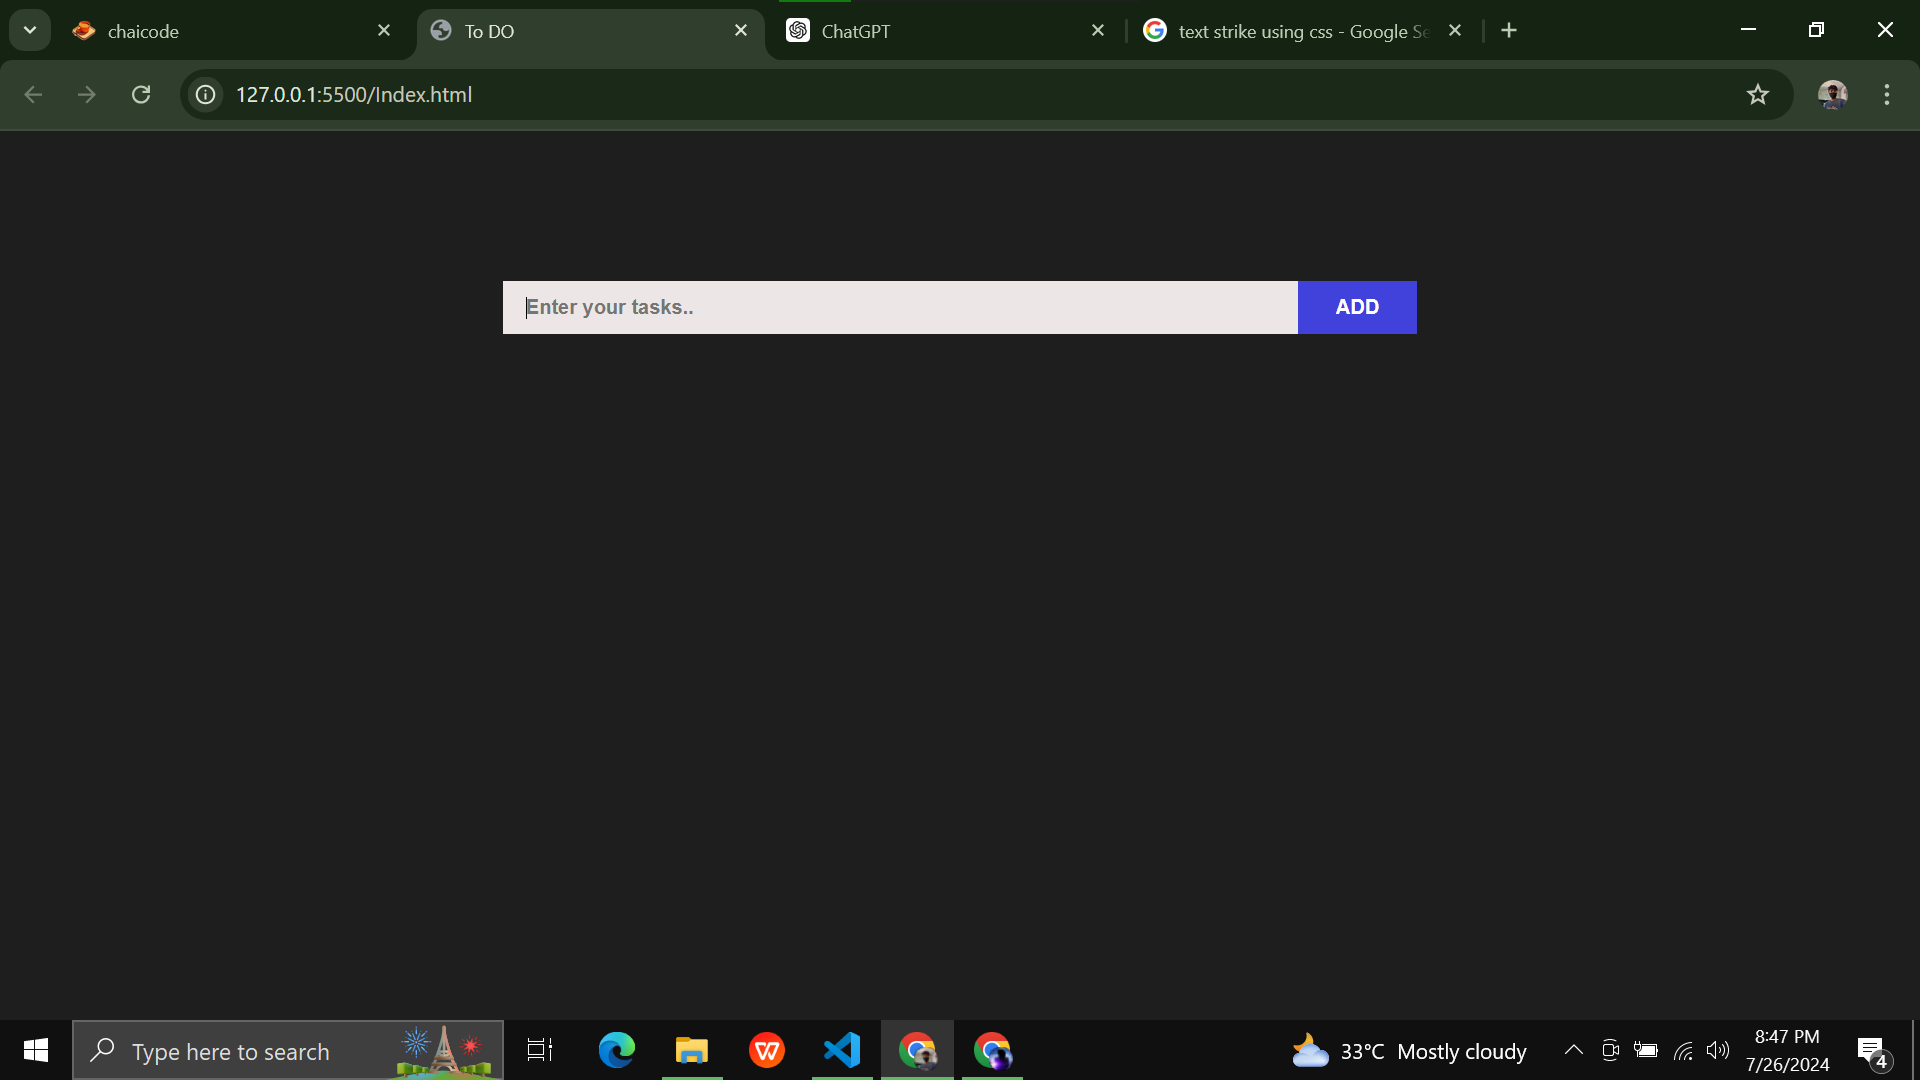 chaicode
To DO
ChatGPT
text strike using css - Google Se
127.0.0.1:5500/Index.html
Enter your tasks..
ADD
Type here to search
33°C Mostly cloudy
8:47 PM
7/26/2024
4